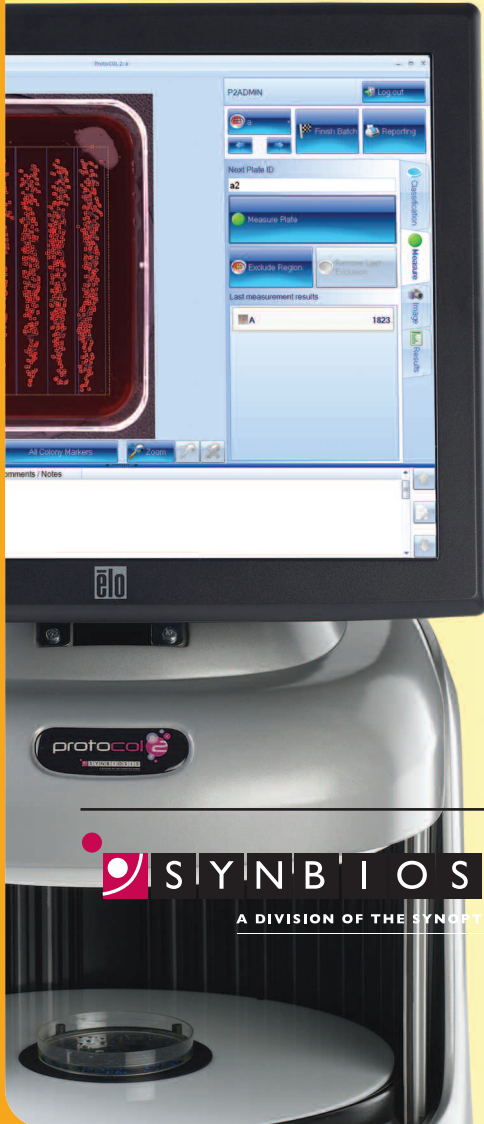 ProtoCOL 2.a
P2ADMIN
Log out
a
Finish Batch
Reporting
Next Plate ID
a2
Measure Plate
Exclude Region
Remove Last
Exclusion
Last measurement results
A 1823
Classification
Measure
Image
Results
All Colony Markers
Zoom
omments / Notes
elo
protocol 2
SYNBIOSIS
SYNBIOS
A DIVISION OF THE SYNOPT